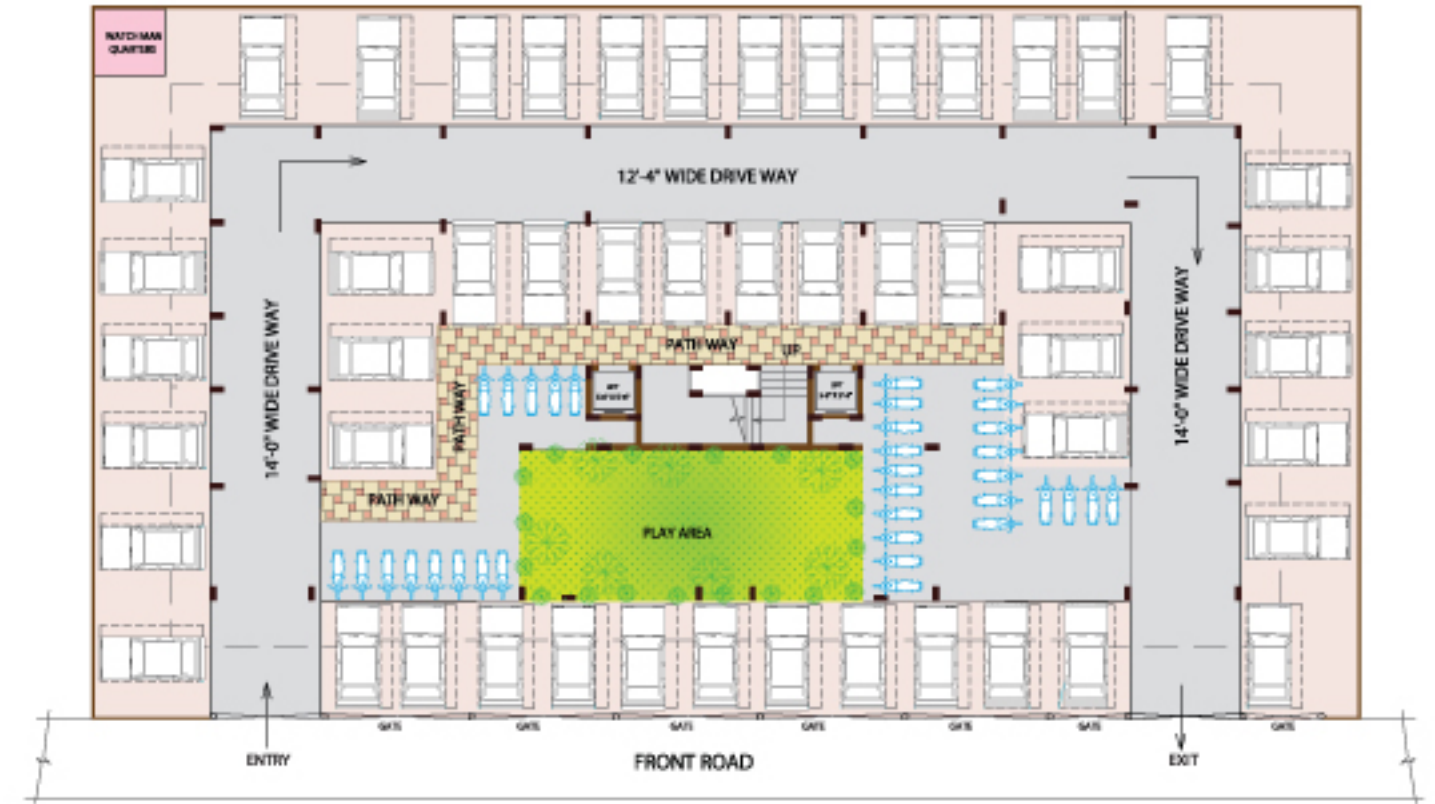 WATCH MAN
QUARTERS
12'-4" WIDE DRIVE WAY
14'-0" WIDE DRIVE WAY
14'-0" WIDE DRIVE WAY
PATH WAY
UP
LIFT
LIFT
PATH WAY
PATH WAY
PLAY AREA
GATE
GATE
GATE
GATE
GATE
GATE
GATE
ENTRY
FRONT ROAD
EXIT